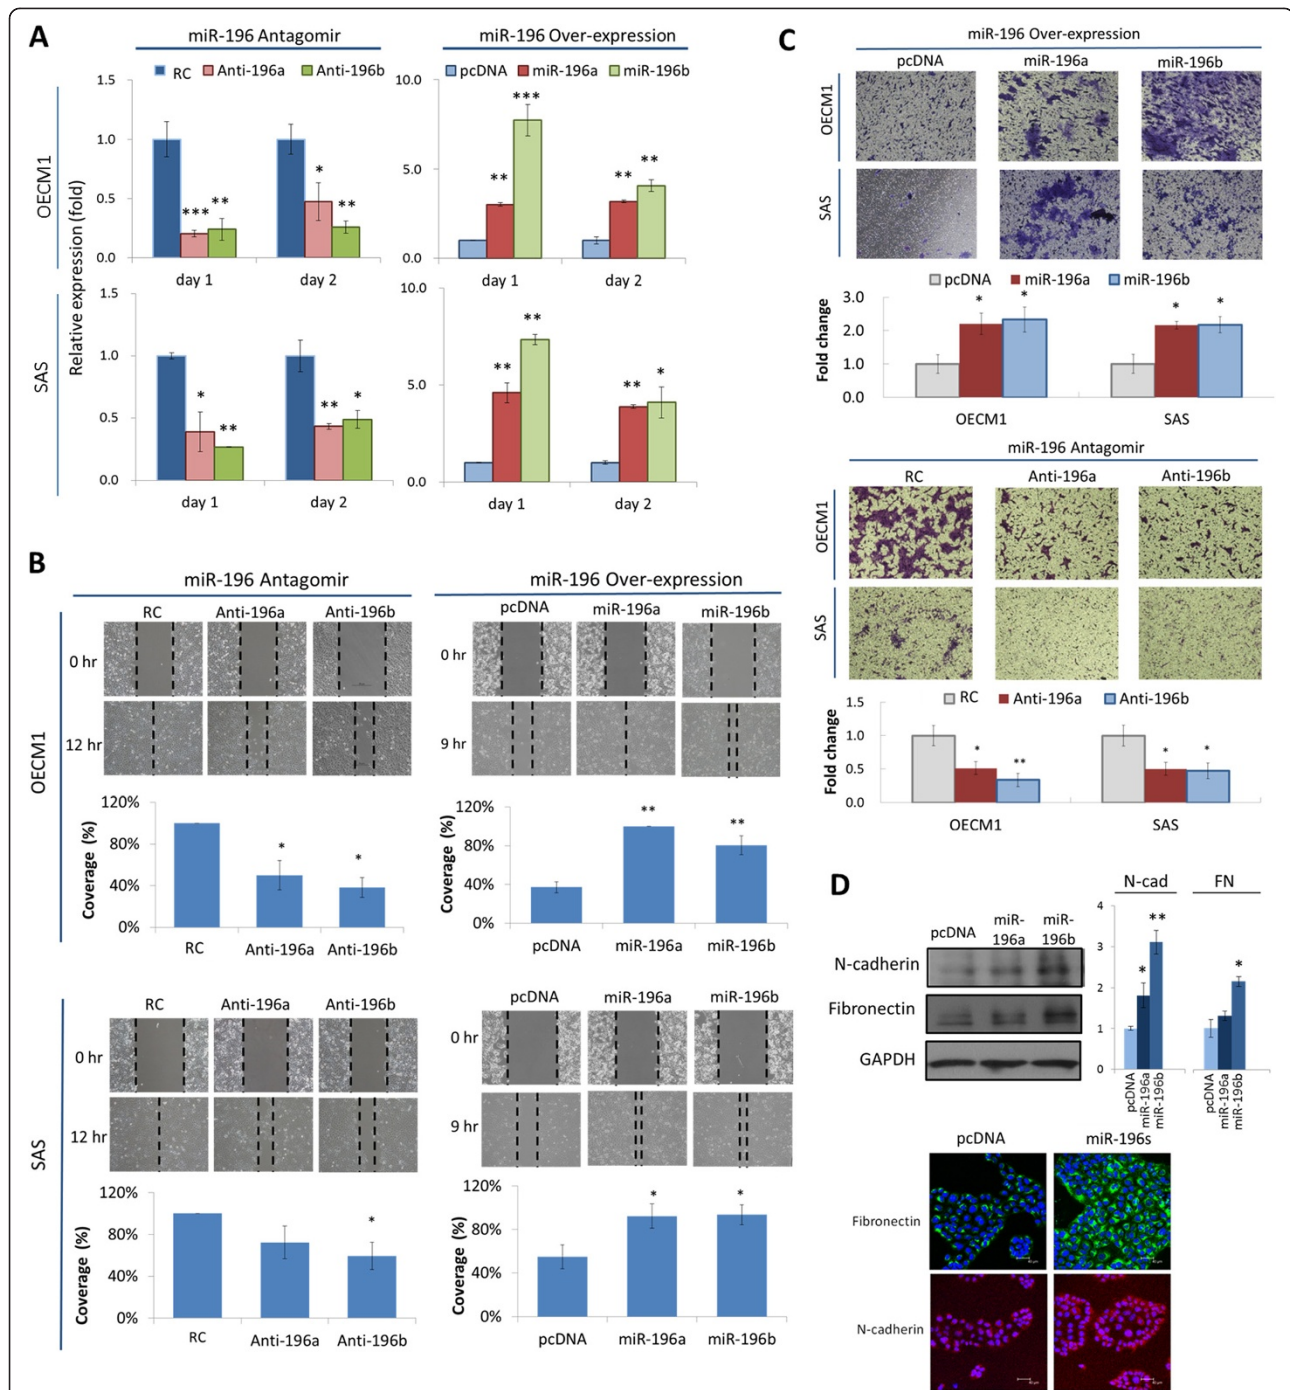 A
miR-196 Antagomir
miR-196 Over-expression
OECM1
SAS
Relative expression (fold)
RC Anti-196a Anti-196b
1.5
1.0
0.5
0.0
*** ** * **
day 1 day 2
pcDNA miR-196a miR-196b
10.0
5.0
0.0
** *** ** **
day 1 day 2
1.5
1.0
0.5
0.0
* ** ** *
day 1 day 2
10.0
5.0
0.0
** ** ** *
day 1 day 2
B
miR-196 Antagomir
miR-196 Over-expression
OECM1
RC Anti-196a Anti-196b
0 hr
12 hr
pcDNA miR-196a miR-196b
0 hr
9 hr
Coverage (%)
120%
80%
40%
0%
* *
RC Anti-196a Anti-196b
120%
80%
40%
0%
** **
pcDNA miR-196a miR-196b
SAS
RC Anti-196a Anti-196b
0 hr
12 hr
pcDNA miR-196a miR-196b
0 hr
9 hr
Coverage (%)
120%
80%
40%
0%
*
RC Anti-196a Anti-196b
Coverage (%)
120%
80%
40%
0%
* *
pcDNA miR-196a miR-196b
C
miR-196 Over-expression
pcDNA miR-196a miR-196b
OECM1
SAS
pcDNA miR-196a miR-196b
Fold change
3.0
2.0
1.0
0.0
* * * *
OECM1 SAS
miR-196 Antagomir
RC Anti-196a Anti-196b
OECM1
SAS
RC Anti-196a Anti-196b
Fold change
1.5
1.0
0.5
0.0
* ** * *
OECM1 SAS
D
pcDNA miR-196a miR-196b
N-cadherin
Fibronectin
GAPDH
N-cad FN
4
3
2
1
0
* ** *
pcDNA miR-196a miR-196b pcDNA miR-196a miR-196b
pcDNA miR-196s
Fibronectin
N-cadherin